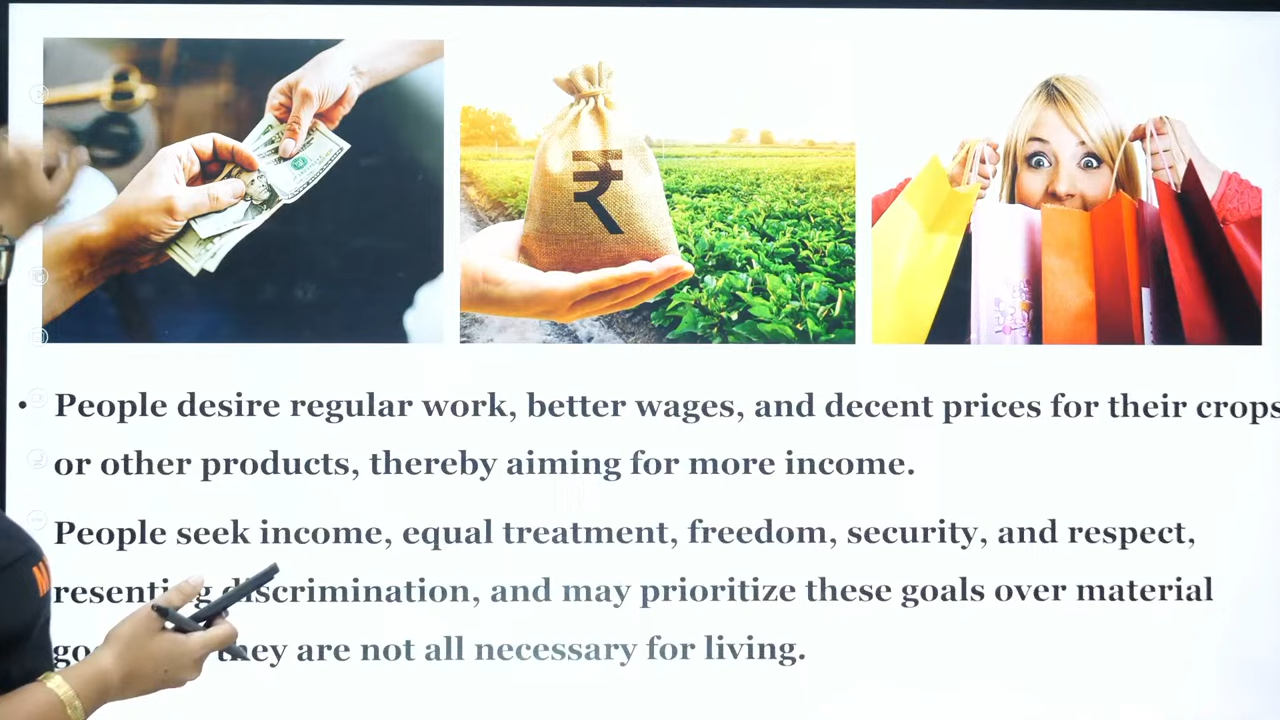 ₹
• People desire regular work, better wages, and decent prices for their crops
or other products, thereby aiming for more income.
People seek income, equal treatment, freedom, security, and respect,
discrimination, and may prioritize these goals over material
they are not all necessary for living.